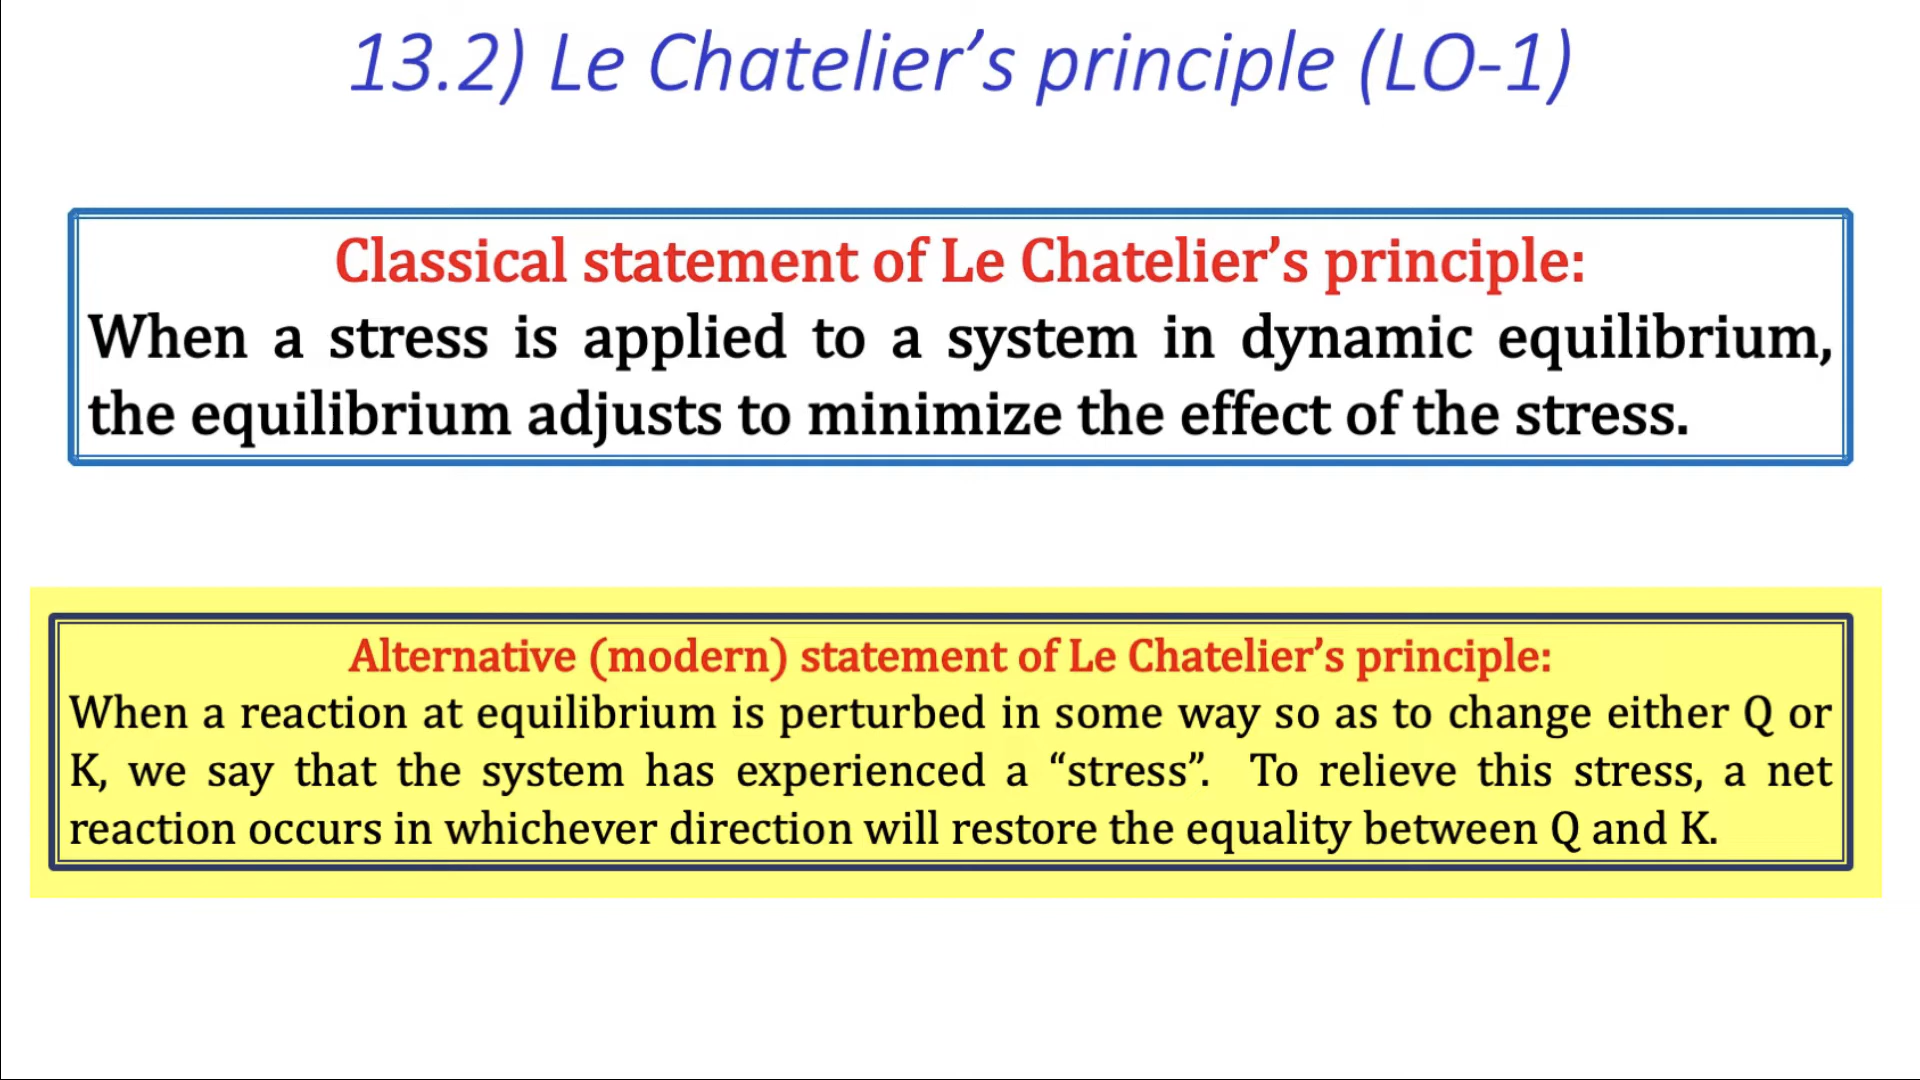 13.2) Le Chatelier’s principle (LO-1)
Classical statement of Le Chatelier’s principle:
When a stress is applied to a system in dynamic equilibrium,
the equilibrium adjusts to minimize the effect of the stress.
Alternative (modern) statement of Le Chatelier’s principle:
When a reaction at equilibrium is perturbed in some way so as to change either Q or
K, we say that the system has experienced a “stress”. To relieve this stress, a net
reaction occurs in whichever direction will restore the equality between Q and K.